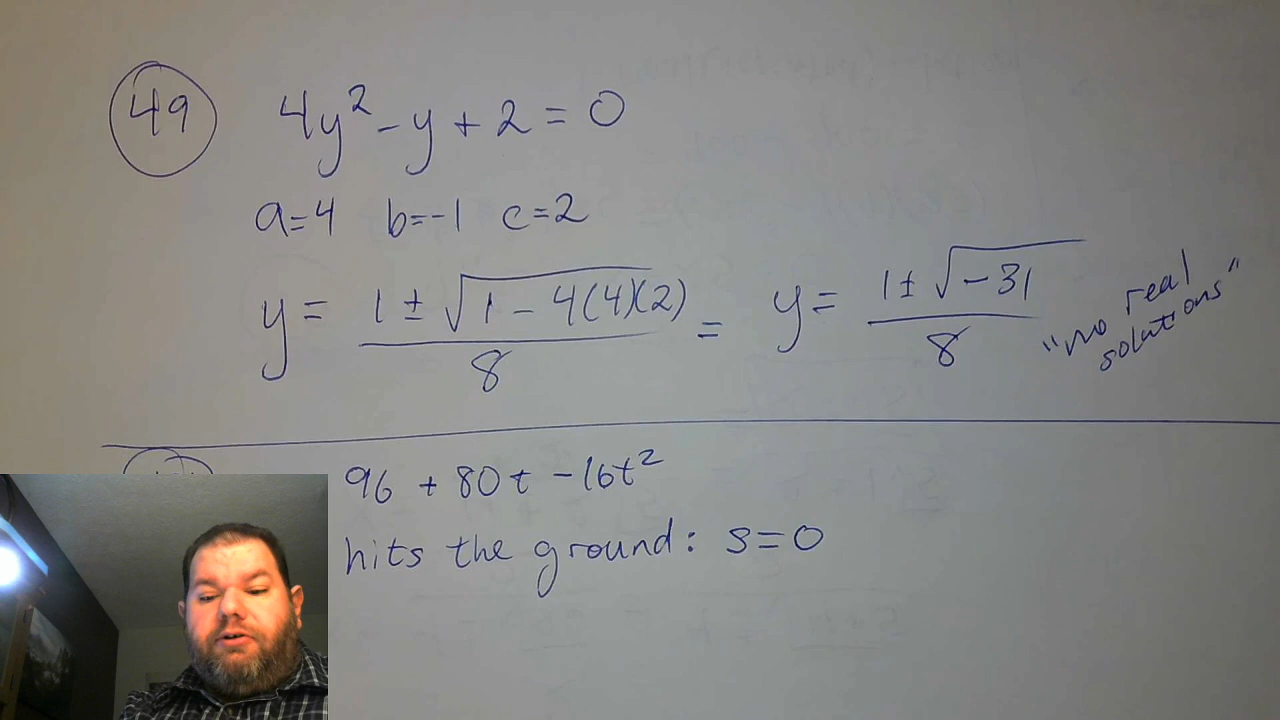 49 4y² - y + 2 = 0
a=4 b=-1 c=2
y = 1 ± √(1 - 4(4)(2)) / 8 = y = 1 ± √(-31) / 8 "no real solutions"
96 + 80t - 16t²
hits the ground: s=0